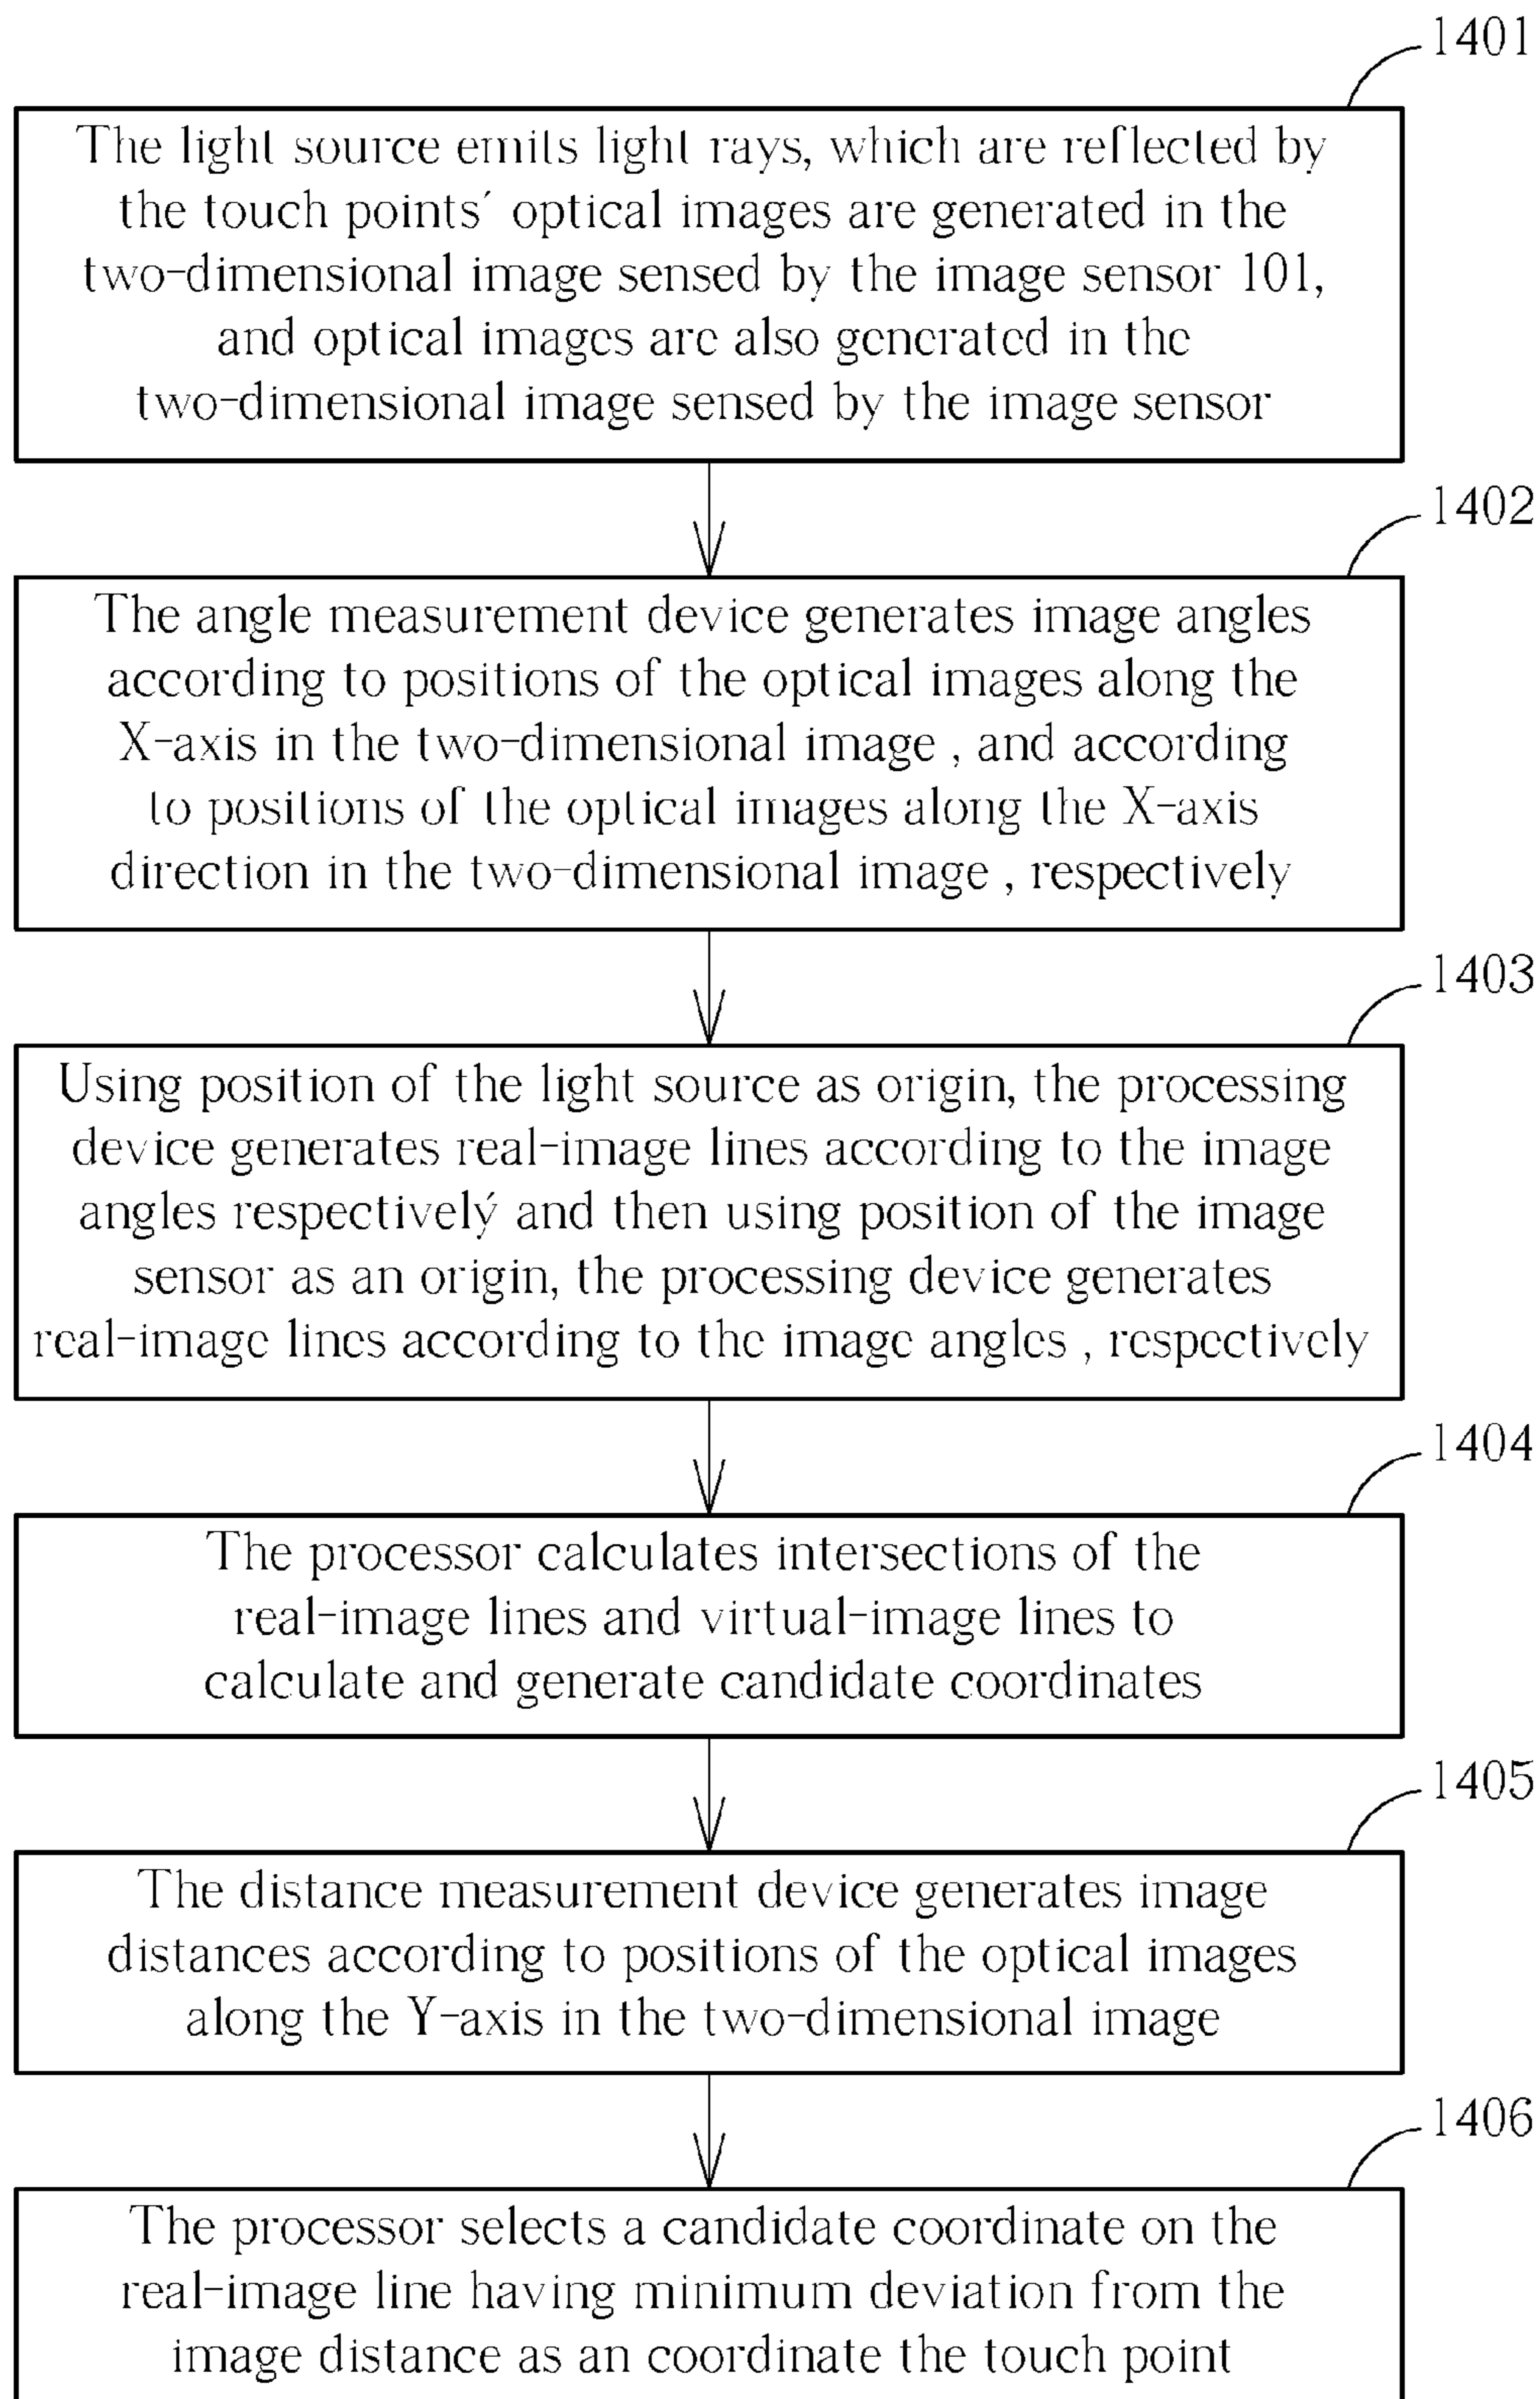 1401
The light source emits light rays, which are reflected by
the touch points′ optical images are generated in the
two-dimensional image sensed by the image sensor 101,
and optical images are also generated in the
two-dimensional image sensed by the image sensor
1402
The angle measurement device generates image angles
according to positions of the optical images along the
X-axis in the two-dimensional image , and according
to positions of the optical images along the X-axis
direction in the two-dimensional image , respectively
1403
Using position of the light source as origin, the processing
device generates real-image lines according to the image
angles respectivelý and then using position of the image
sensor as an origin, the processing device generates
real-image lines according to the image angles , respectively
1404
The processor calculates intersections of the
real-image lines and virtual-image lines to
calculate and generate candidate coordinates
1405
The distance measurement device generates image
distances according to positions of the optical images
along the Y-axis in the two-dimensional image
1406
The processor selects a candidate coordinate on the
real-image line having minimum deviation from the
image distance as an coordinate the touch point